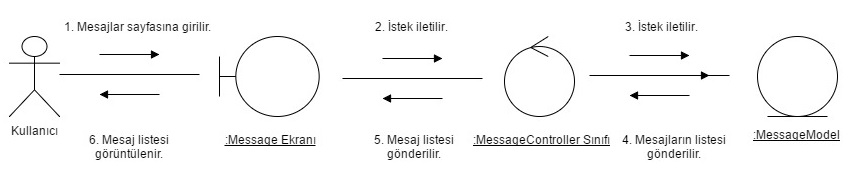 1. Mesajlar sayfasına girilir.
2. İstek iletilir.
3. İstek iletilir.
Kullanıcı
6. Mesaj listesi
görüntülenir.
:Message Ekranı
5. Mesaj listesi
gönderilir.
:MessageController Sınıfı
4. Mesajların listesi
gönderilir.
:MessageModel